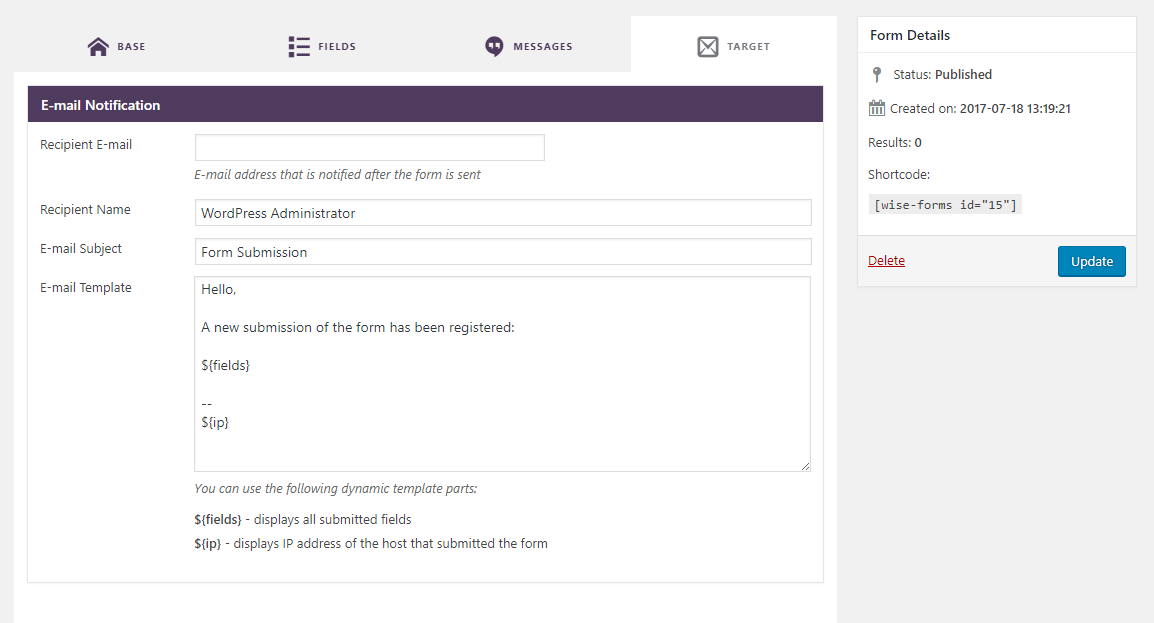 BASE
FIELDS
MESSAGES
TARGET
E-mail Notification
Recipient E-mail
E-mail address that is notified after the form is sent
Recipient Name
WordPress Administrator
E-mail Subject
Form Submission
E-mail Template
Hello,
A new submission of the form has been registered:
${fields}
--
${ip}
You can use the following dynamic template parts:
${fields} - displays all submitted fields
${ip} - displays IP address of the host that submitted the form
Form Details
Status: Published
Created on: 2017-07-18 13:19:21
Results: 0
Shortcode:
[wise-forms id="15"]
Delete
Update